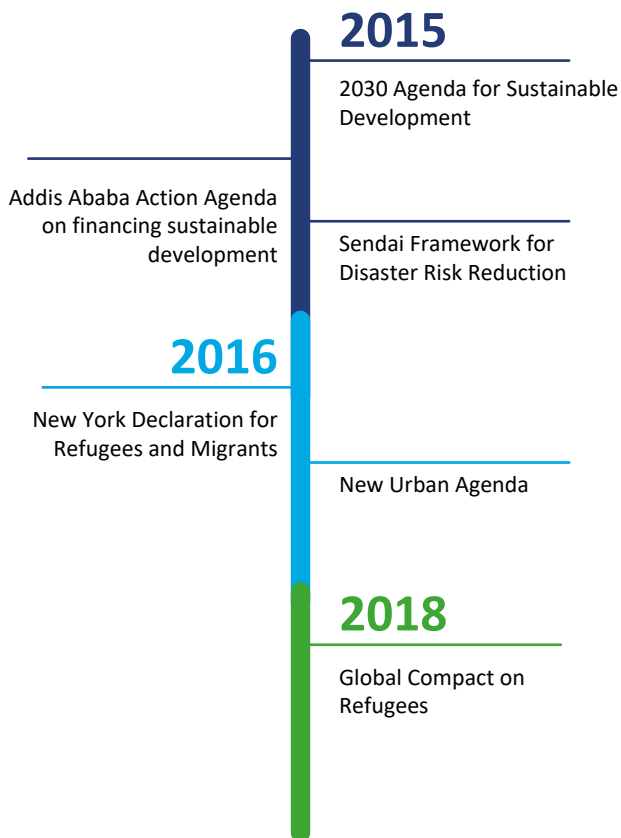 2015
2030 Agenda for Sustainable
Development
Addis Ababa Action Agenda
on financing sustainable
development
Sendai Framework for
Disaster Risk Reduction
2016
New York Declaration for
Refugees and Migrants
New Urban Agenda
2018
Global Compact on
Refugees